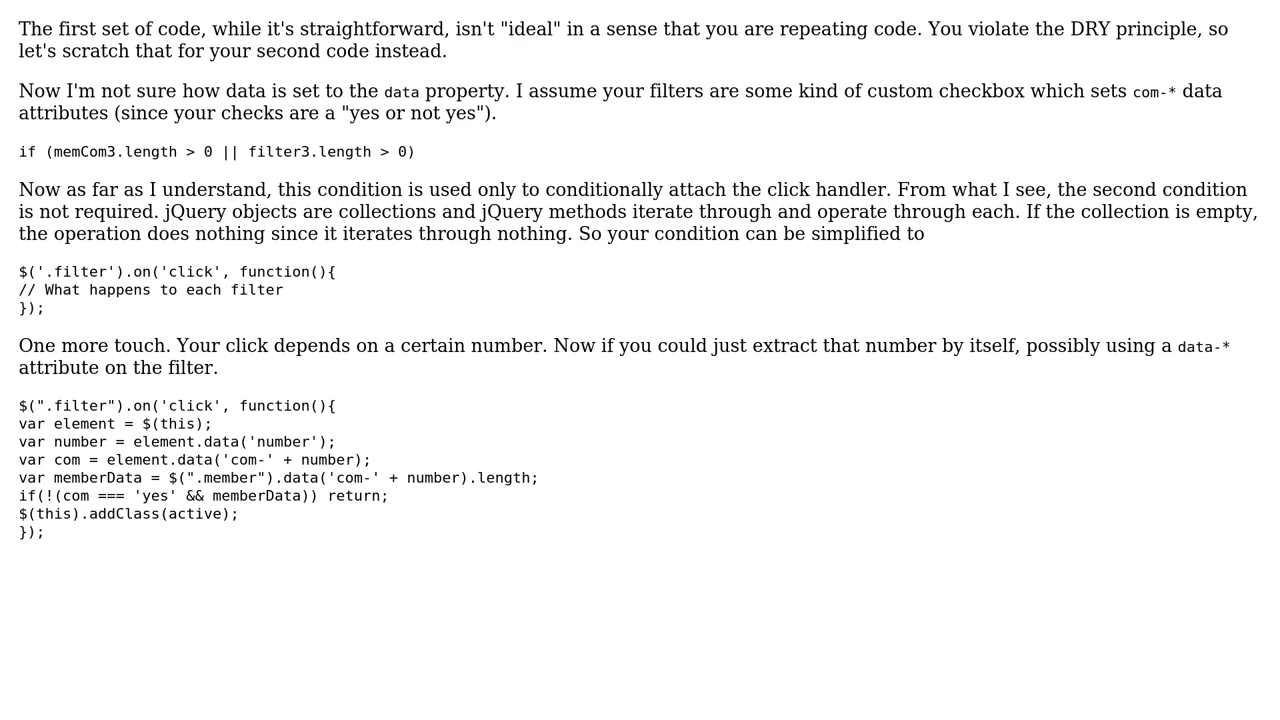 The first set of code, while it's straightforward, isn't "ideal" in a sense that you are repeating code. You violate the DRY principle, so
let's scratch that for your second code instead.
Now I'm not sure how data is set to the data property. I assume your filters are some kind of custom checkbox which sets com-* data
attributes (since your checks are a "yes or not yes").
if (memCom3.length > 0 || filter3.length > 0)
Now as far as I understand, this condition is used only to conditionally attach the click handler. From what I see, the second condition
is not required. jQuery objects are collections and jQuery methods iterate through and operate through each. If the collection is empty,
the operation does nothing since it iterates through nothing. So your condition can be simplified to
$('.filter').on('click', function(){
// What happens to each filter
});
One more touch. Your click depends on a certain number. Now if you could just extract that number by itself, possibly using a data-*
attribute on the filter.
$(".filter").on('click', function(){
var element = $(this);
var number = element.data('number');
var com = element.data('com-' + number);
var memberData = $(".member").data('com-' + number).length;
if(!(com === 'yes' && memberData)) return;
$(this).addClass(active);
});